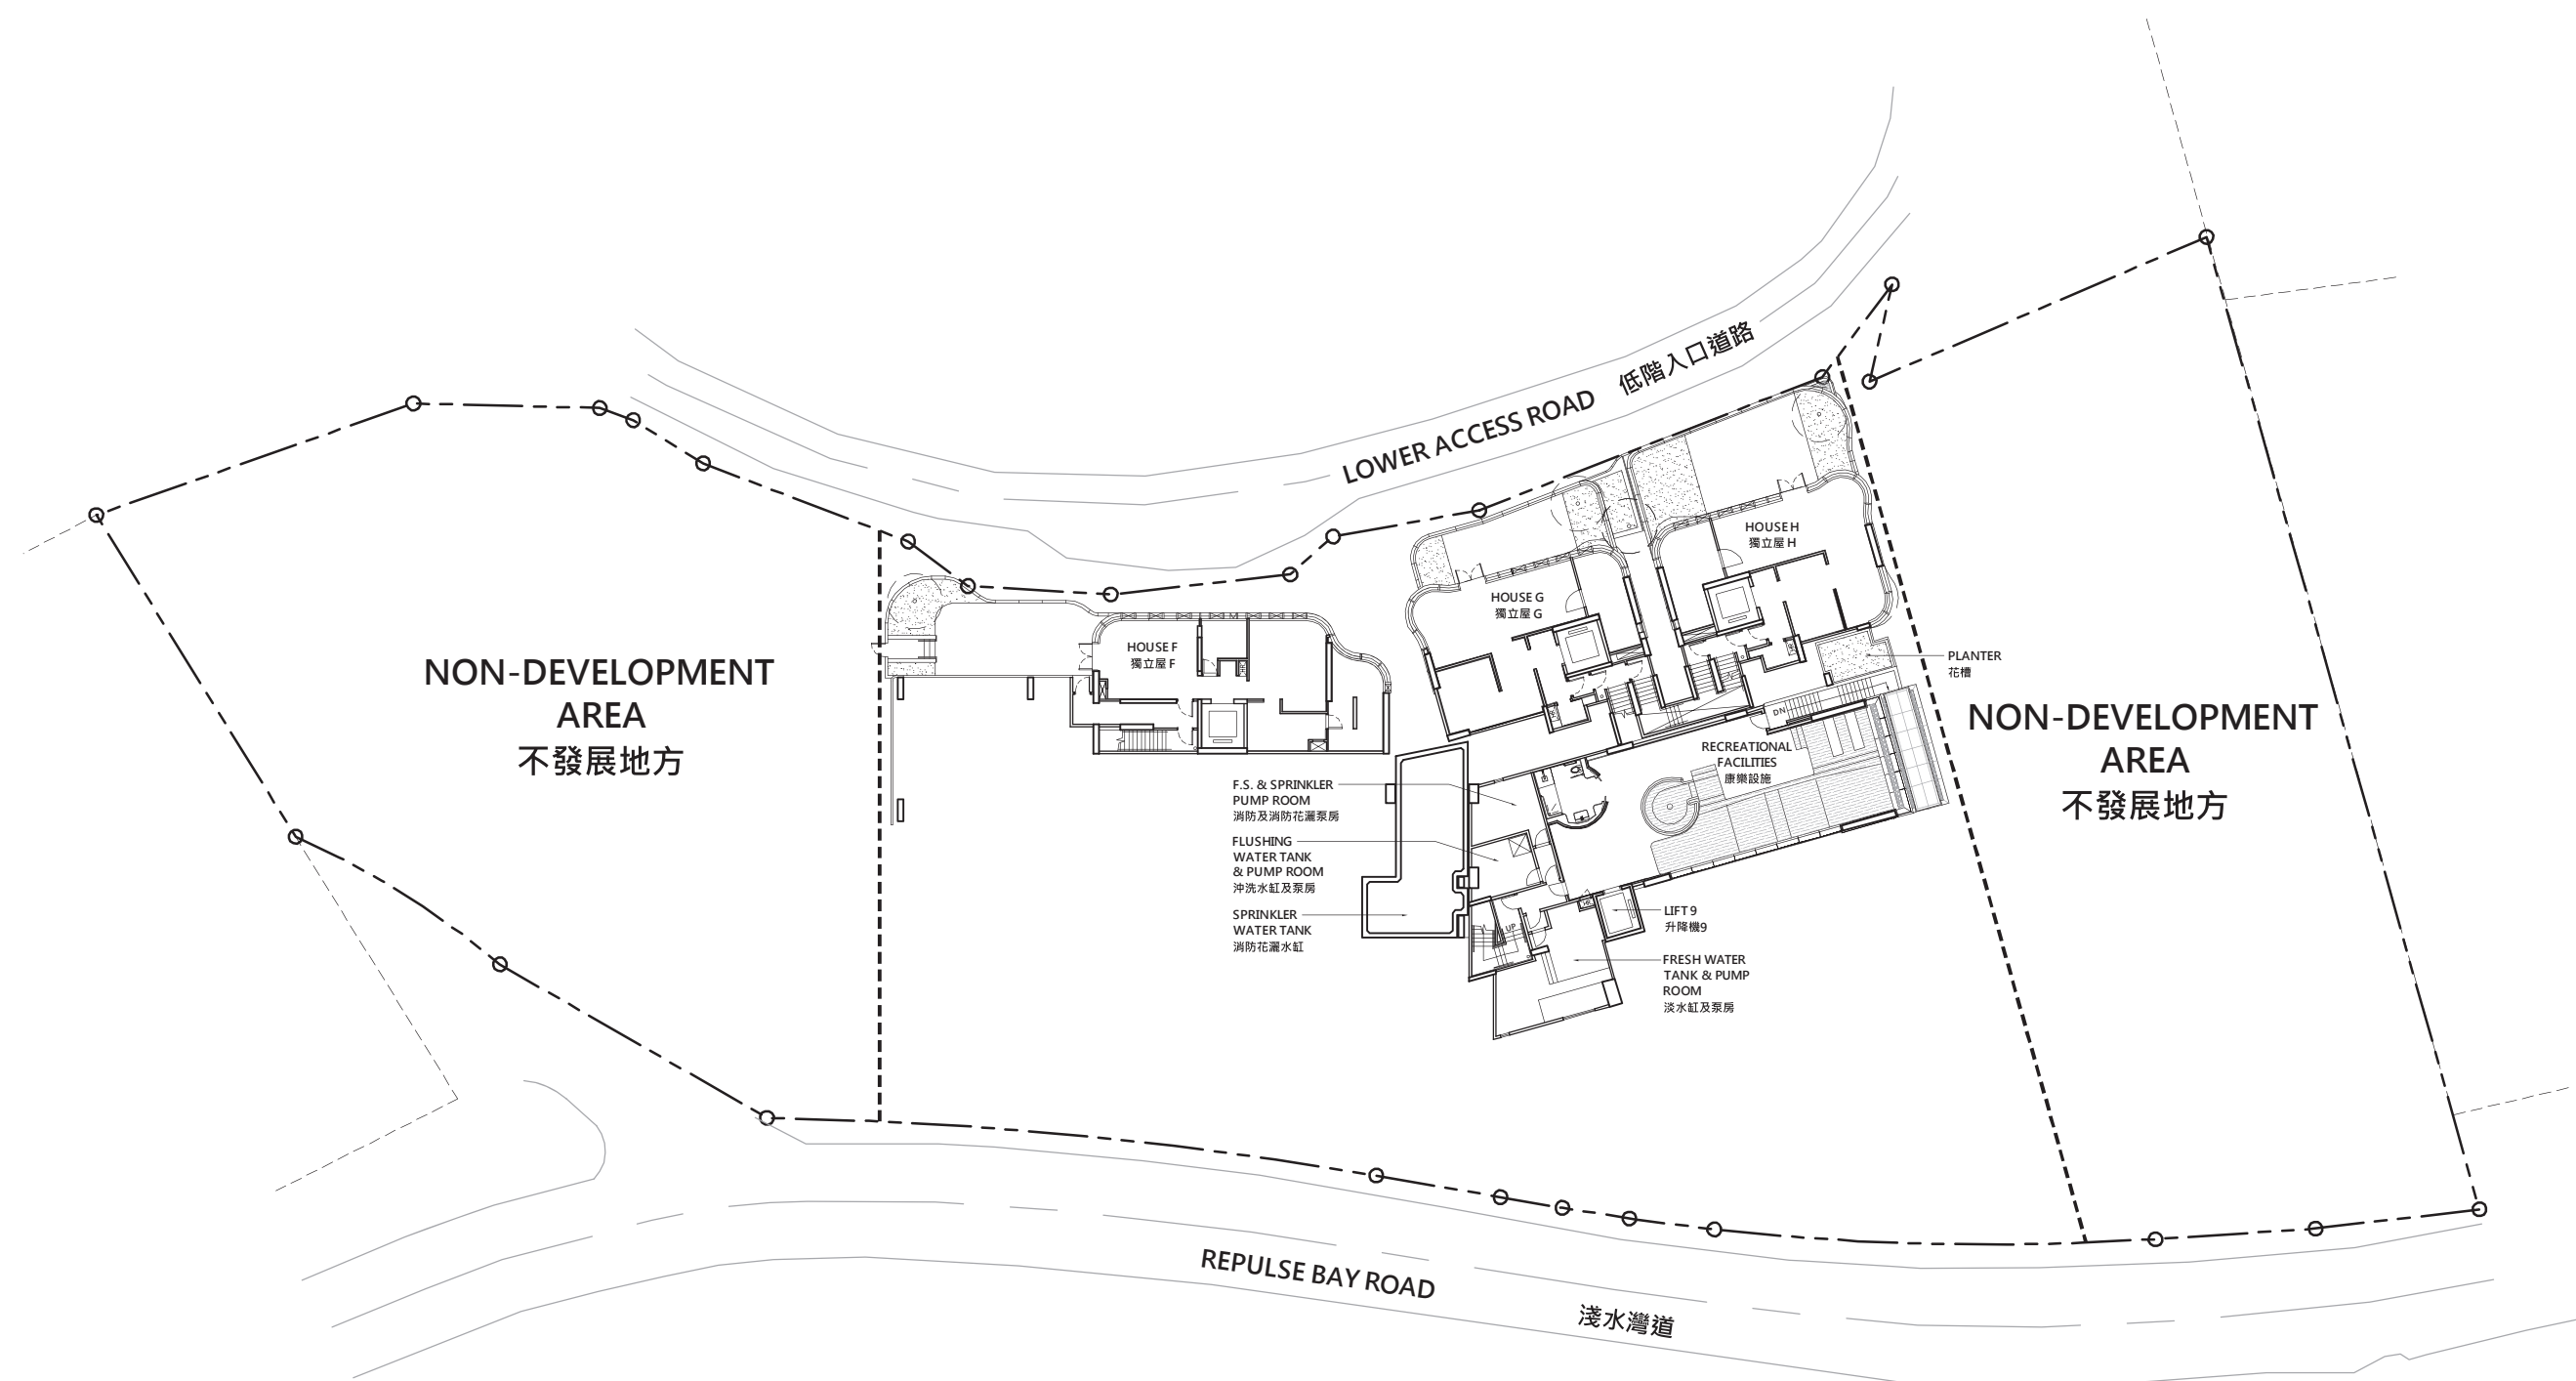 LOWER ACCESS ROAD 低階入口道路
HOUSE H
獨立屋 H
HOUSE G
獨立屋 G
HOUSE F
獨立屋 F
NON-DEVELOPMENT
AREA
不發展地方
PLANTER
花槽
NON-DEVELOPMENT
AREA
不發展地方
DN
RECREATIONAL
FACILITIES
康樂設施
F.S. & SPRINKLER
PUMP ROOM
消防及消防花灑泵房
FLUSHING
WATER TANK
& PUMP ROOM
沖洗水缸及泵房
SPRINKLER
WATER TANK
消防花灑水缸
UP
LIFT 9
升降機9
FRESH WATER
TANK & PUMP
ROOM
淡水缸及泵房
REPULSE BAY ROAD 淺水灣道